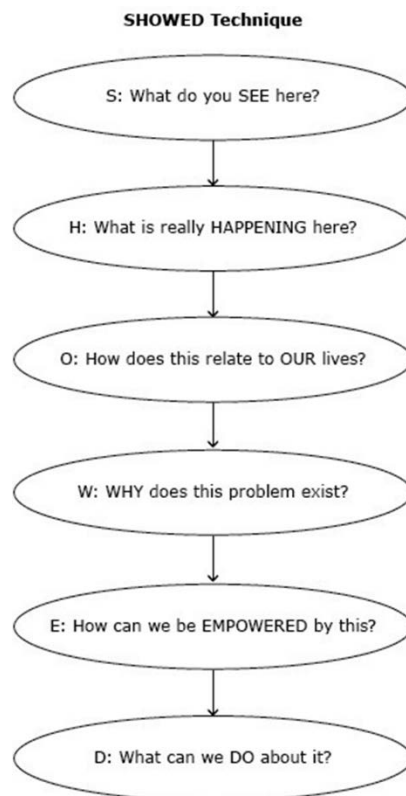 SHOWED Technique
S: What do you SEE here?
H: What is really HAPPENING here?
O: How does this relate to OUR lives?
W: WHY does this problem exist?
E: How can we be EMPOWERED by this?
D: What can we DO about it?